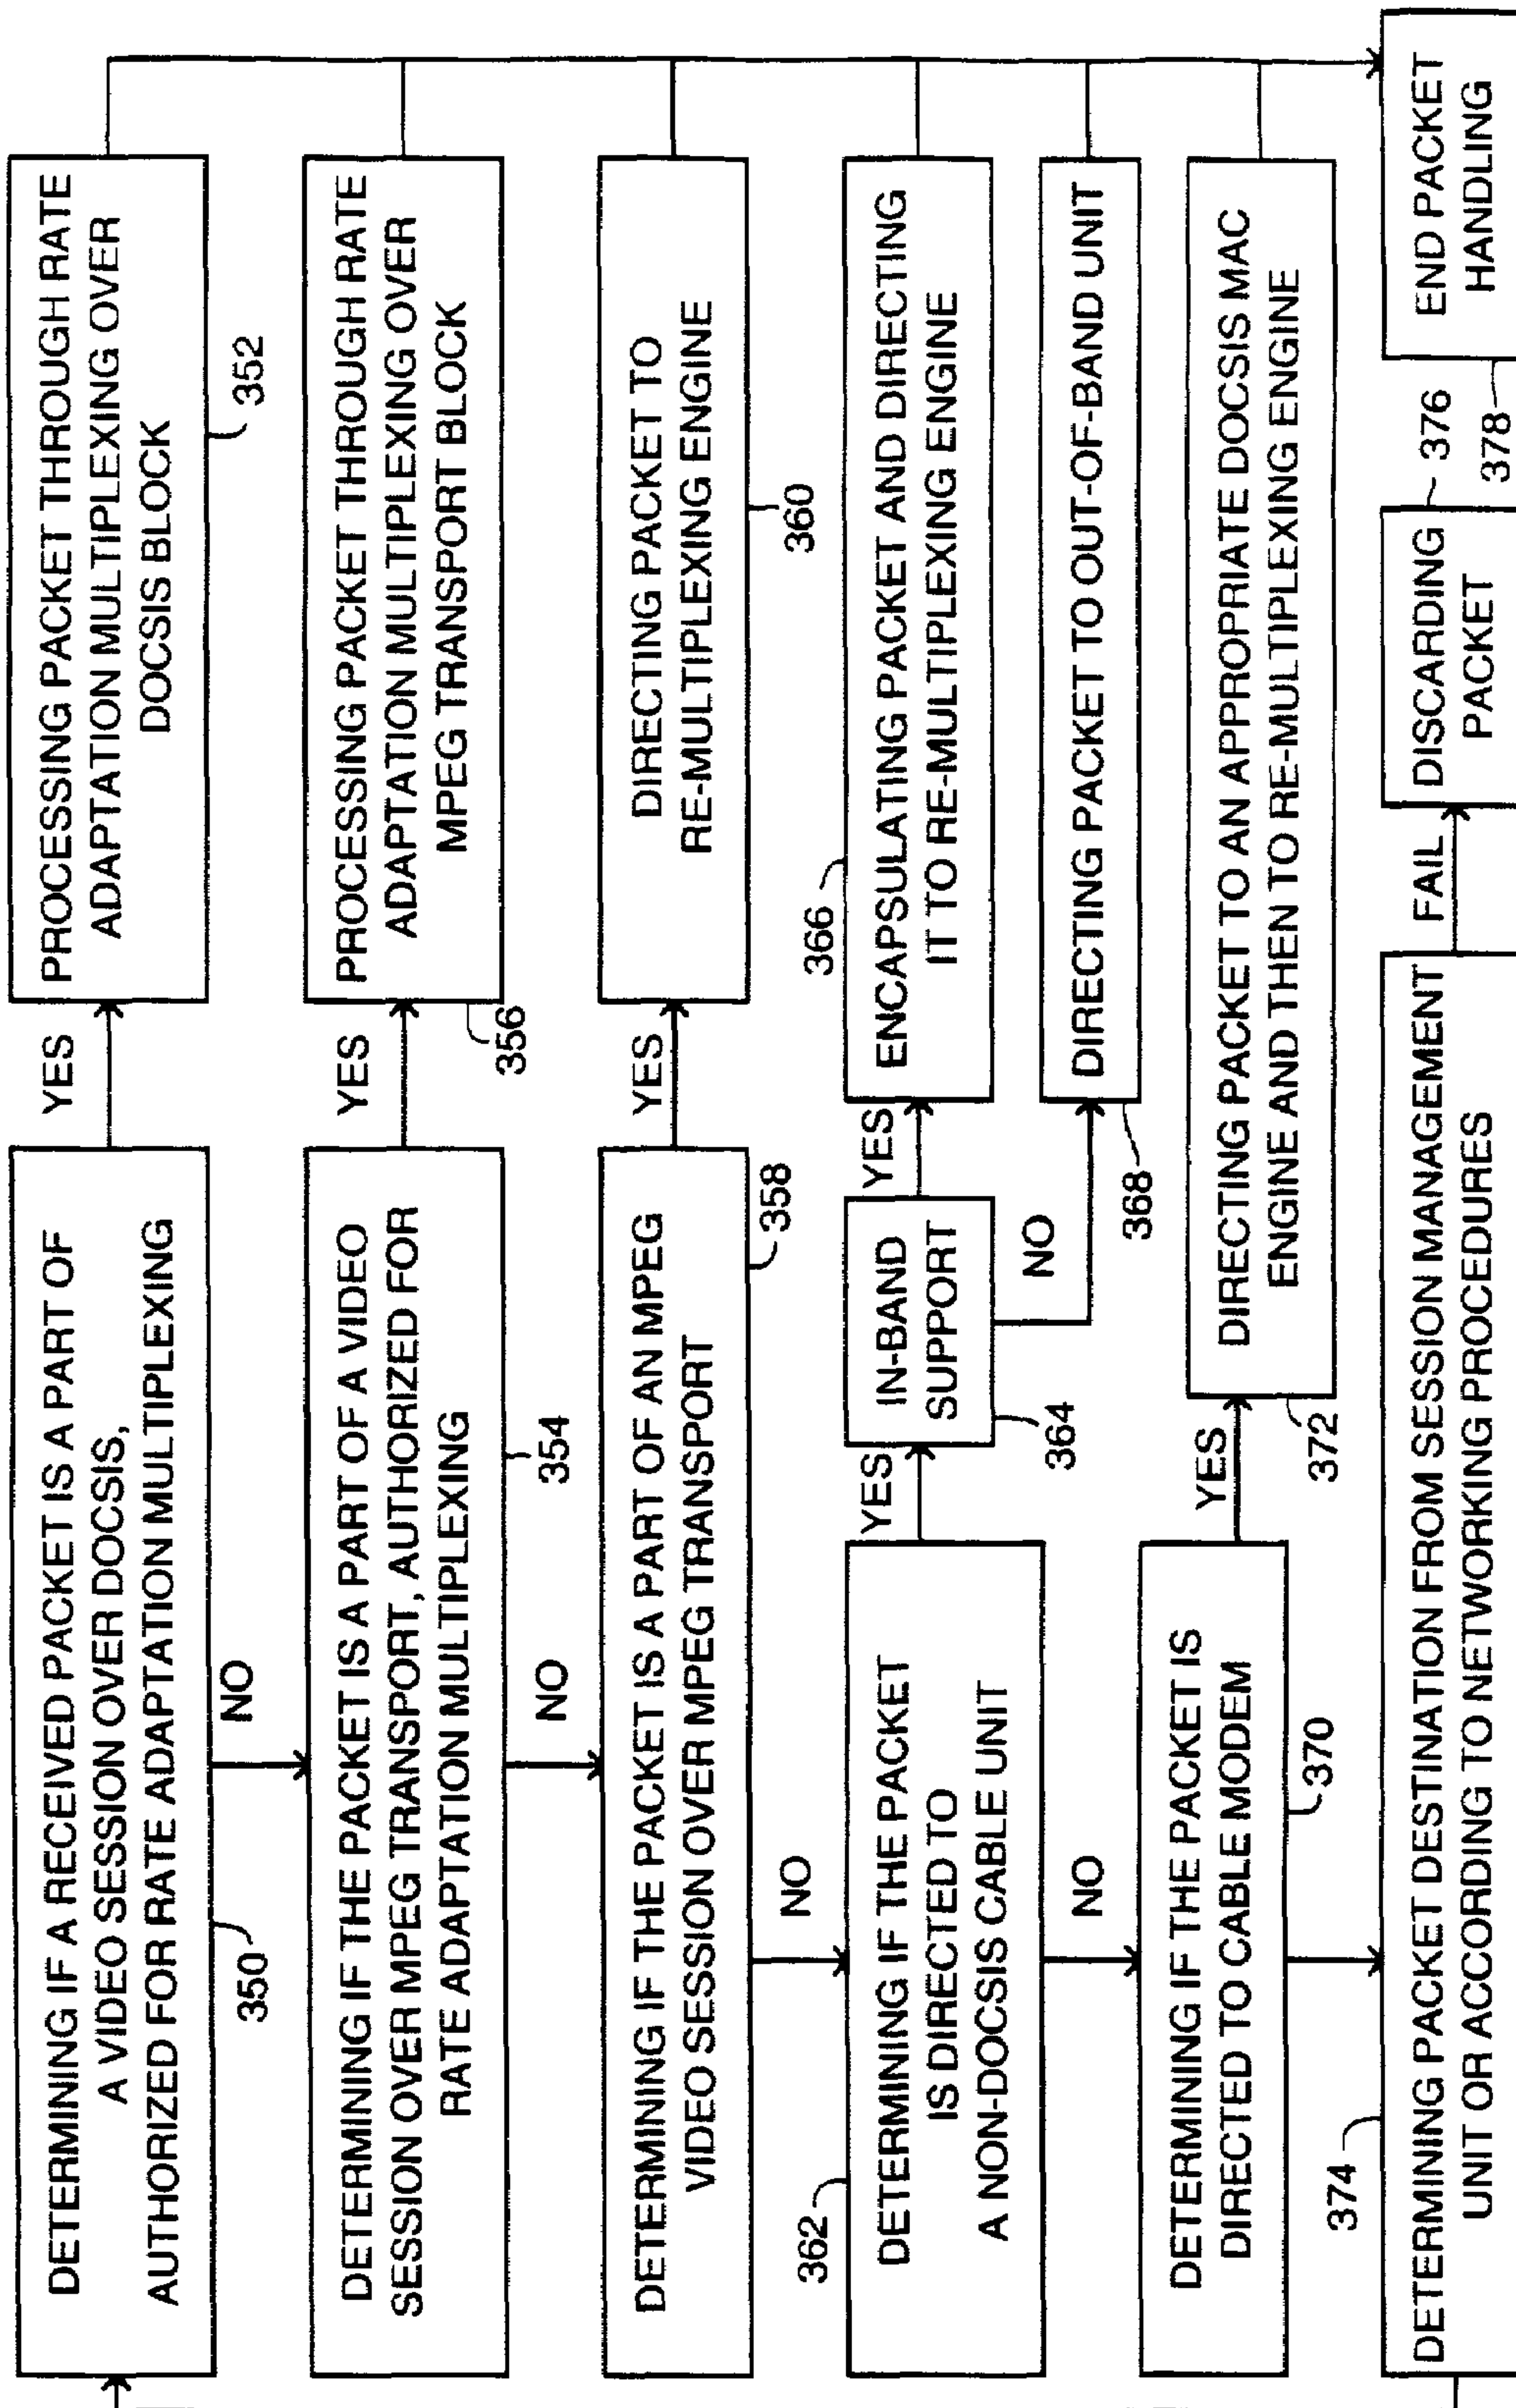 DETERMINING IF A RECEIVED PACKET IS A PART OF
A VIDEO SESSION OVER DOCSIS,
AUTHORIZED FOR RATE ADAPTATION MULTIPLEXING
350
YES
PROCESSING PACKET THROUGH RATE
ADAPTATION MULTIPLEXING OVER
DOCSIS BLOCK
352
NO
DETERMINING IF THE PACKET IS A PART OF A VIDEO
SESSION OVER MPEG TRANSPORT, AUTHORIZED FOR
RATE ADAPTATION MULTIPLEXING
354
YES
PROCESSING PACKET THROUGH RATE
ADAPTATION MULTIPLEXING OVER
MPEG TRANSPORT BLOCK
356
NO
DETERMINING IF THE PACKET IS A PART OF AN MPEG
VIDEO SESSION OVER MPEG TRANSPORT
358
YES
DIRECTING PACKET TO
RE-MULTIPLEXING ENGINE
360
NO
362
DETERMINING IF THE PACKET
IS DIRECTED TO
A NON-DOCSIS CABLE UNIT
YES
IN-BAND
SUPPORT
364
YES
366
ENCAPSULATING PACKET AND DIRECTING
IT TO RE-MULTIPLEXING ENGINE
NO
368
DIRECTING PACKET TO OUT-OF-BAND UNIT
NO
DETERMINING IF THE PACKET IS
DIRECTED TO CABLE MODEM
370
YES
372
DIRECTING PACKET TO AN APPROPRIATE DOCSIS MAC
ENGINE AND THEN TO RE-MULTIPLEXING ENGINE
374
DETERMINING PACKET DESTINATION FROM SESSION MANAGEMENT
UNIT OR ACCORDING TO NETWORKING PROCEDURES
FAIL
DISCARDING
PACKET
376
378
END PACKET
HANDLING